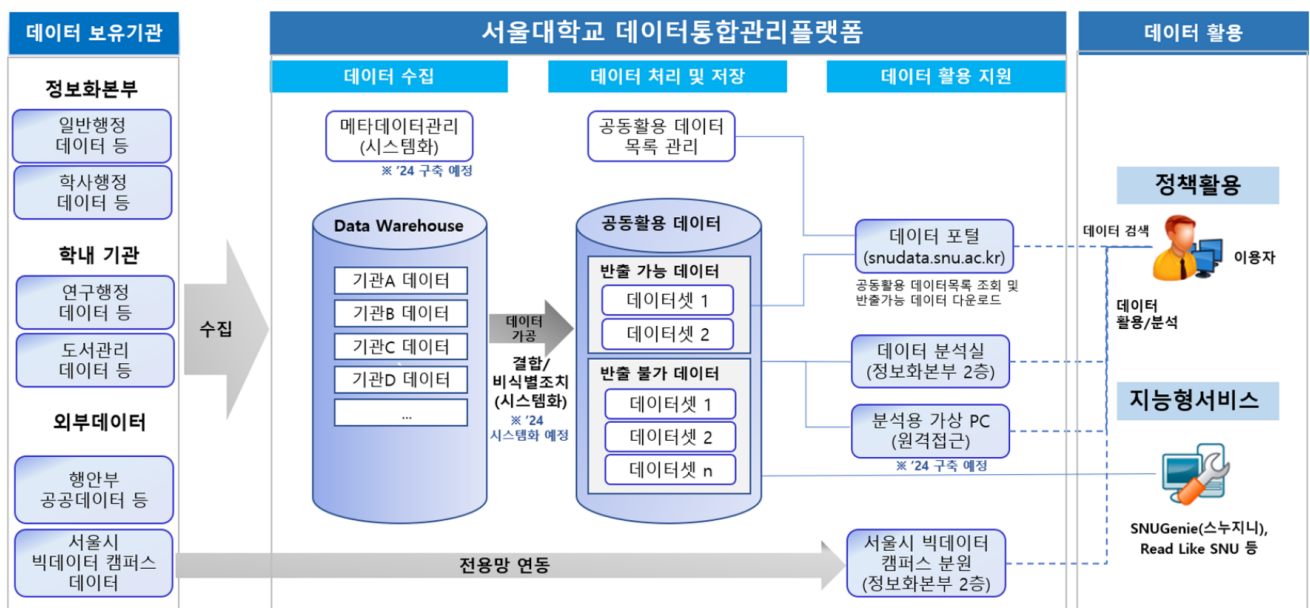 데이터 보유기관
서울대학교 데이터통합관리플랫폼
데이터 활용
정보화본부
일반행정
데이터 등
학사행정
데이터 등
학내 기관
연구행정
데이터 등
도서관리
데이터 등
외부데이터
행안부
공공데이터 등
서울시
빅데이터 캠퍼스
데이터
수집
데이터 수집
메타데이터관리
(시스템화)
※ '24 구축 예정
Data Warehouse
기관A 데이터
기관B 데이터
기관C 데이터
기관D 데이터
...
데이터
가공
결합/
비식별조치
(시스템화)
※ '24
시스템화 예정
데이터 처리 및 저장
공동활용 데이터
목록 관리
공동활용 데이터
반출 가능 데이터
데이터셋 1
데이터셋 2
반출 불가 데이터
데이터셋 1
데이터셋 2
데이터셋 n
전용망 연동
데이터 활용 지원
데이터 포털
(snudata.snu.ac.kr)
공동활용 데이터목록 조회 및
반출가능 데이터 다운로드
데이터 분석실
(정보화본부 2층)
분석용 가상 PC
(원격접근)
※ '24 구축 예정
서울시 빅데이터
캠퍼스 분원
(정보화본부 2층)
정책활용
데이터 검색
이용자
데이터
활용/분석
지능형서비스
SNUGenie(스누지니),
Read Like SNU 등